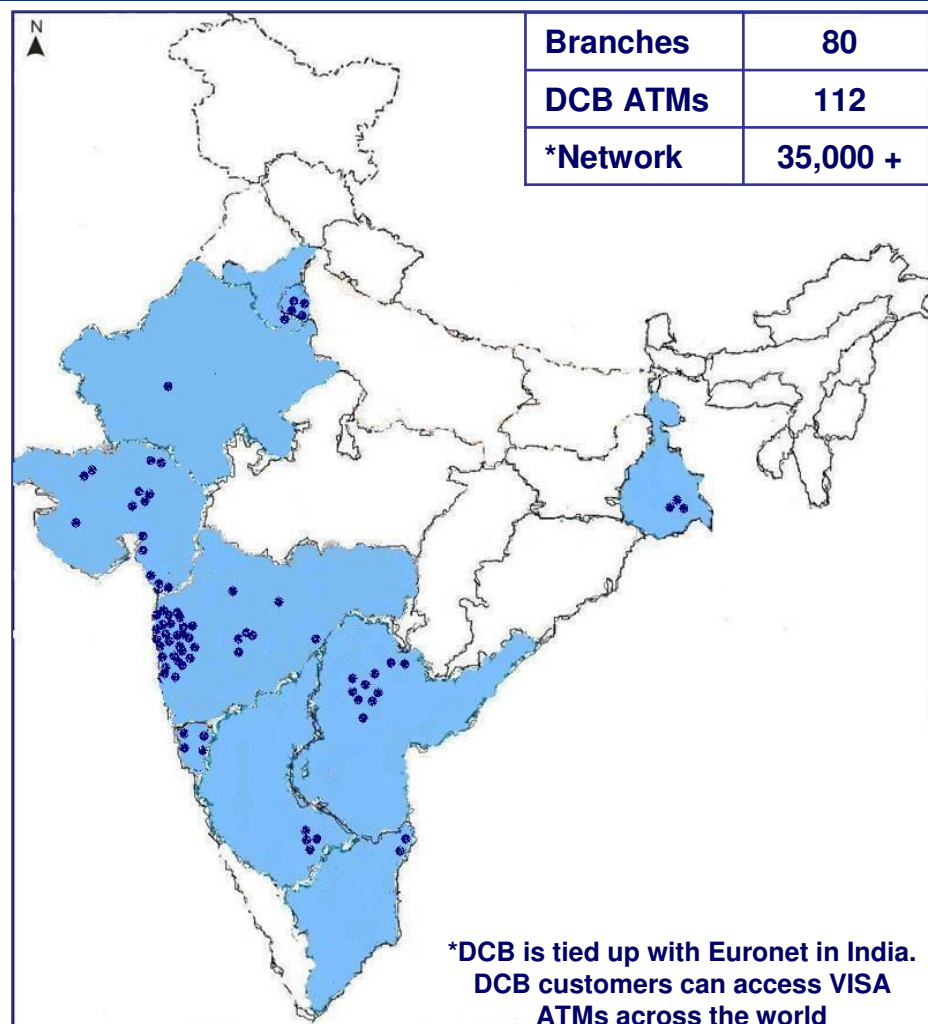 N
Branches 80
DCB ATMs 112
*Network 35,000 +
*DCB is tied up with Euronet in India.
DCB customers can access VISA
ATMs across the world